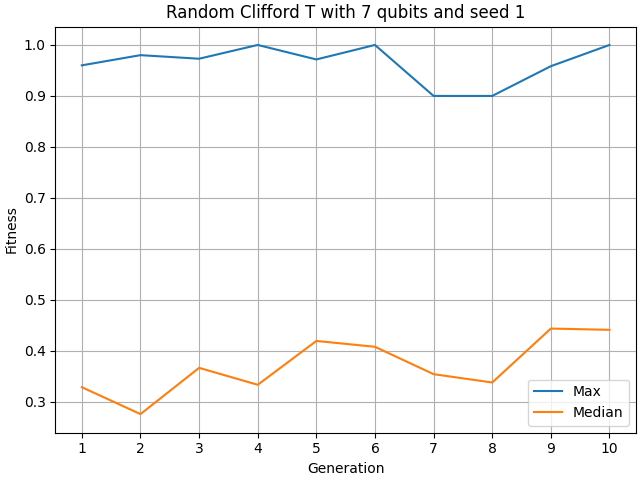 Random Clifford T with 7 qubits and seed 1
1.0
0.9
0.8
0.7
0.6
0.5
0.4
0.3
Fitness
1 2 3 4 5 6 7 8 9 10
Generation
Max
Median